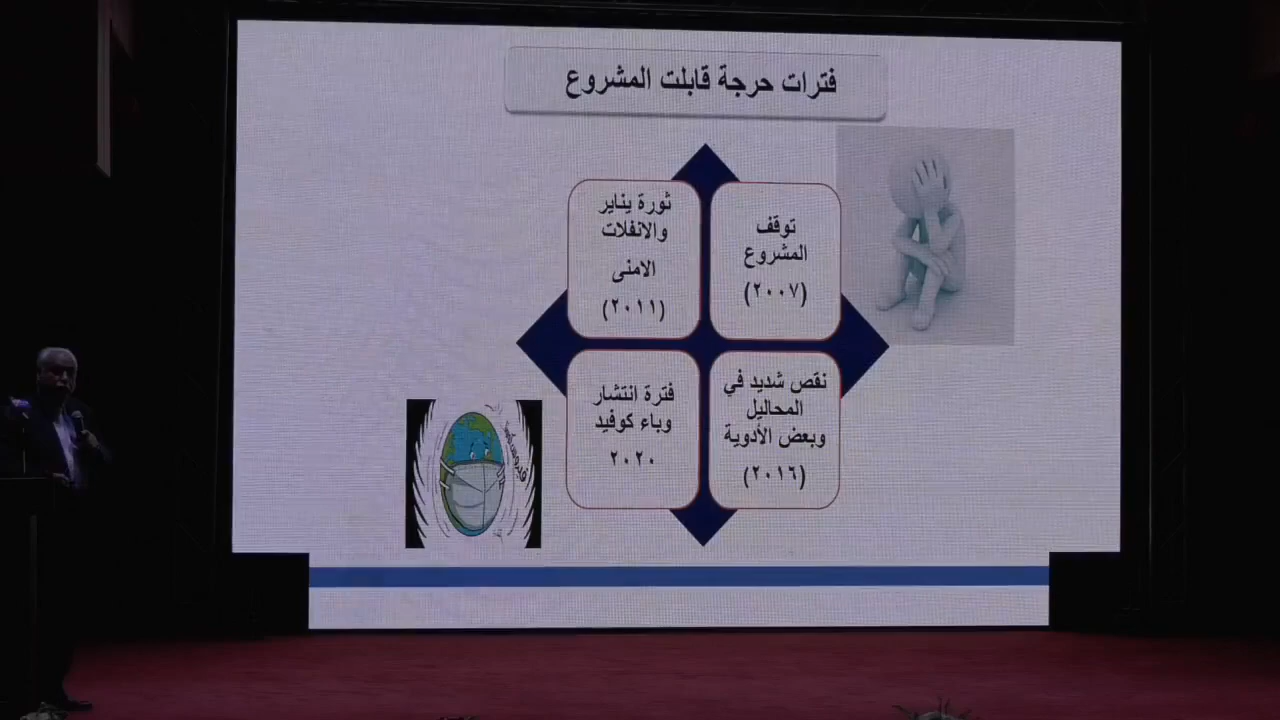 فترات حرجة قابلت المشروع
توقف
المشروع
(٢٠٠٧)
ثورة يناير
والانفلات
الامنى
(٢٠١١)
نقص شديد في
المحاليل
وبعض الأدوية
(٢٠١٦)
فترة انتشار
وباء كوفيد
٢٠٢٠